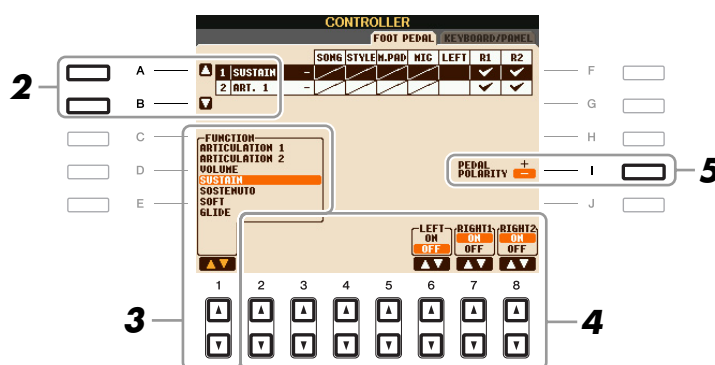 CONTROLLER
FOOT PEDAL KEYBOARD/PANEL
SONG STYLE M.PAD MIC LEFT R1 R2
1 SUSTAIN –
2 ART. 1 –
2
A
B
C
D
E
F
G
H
I
J
5
FUNCTION
ARTICULATION 1
ARTICULATION 2
VOLUME
SUSTAIN
SOSTENUTO
SOFT
GLIDE
PEDAL POLARITY + –
LEFT RIGHT1 RIGHT2
ON ON ON
OFF OFF OFF
1 2 3 4 5 6 7 8
3
4